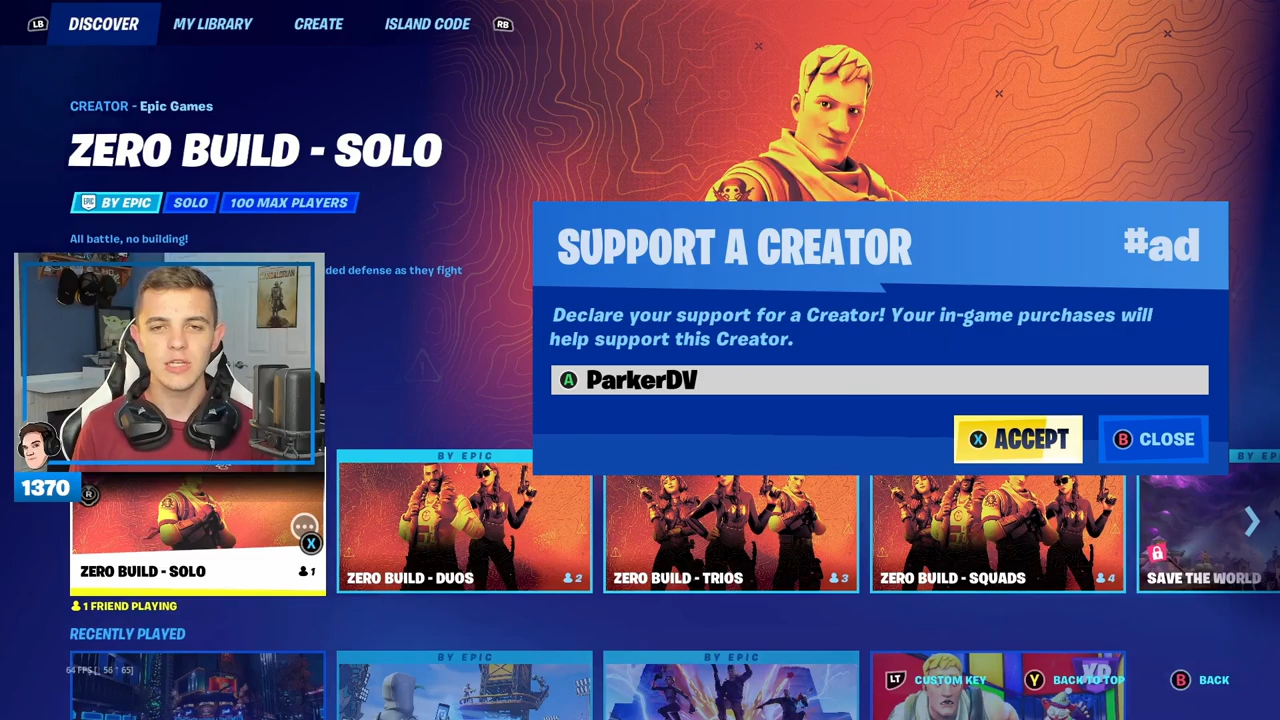 LB DISCOVER MY LIBRARY CREATE ISLAND CODE RB
CREATOR - Epic Games
ZERO BUILD - SOLO
EPIC BY EPIC SOLO 100 MAX PLAYERS
All battle, no building!
ded defense as they fight
SUPPORT A CREATOR #ad
Declare your support for a Creator! Your in-game purchases will
help support this Creator.
A ParkerDV
X ACCEPT B CLOSE
1370
R
X
BY EPIC
ZERO BUILD - SOLO 1
ZERO BUILD - DUOS 2
ZERO BUILD - TRIOS 3
ZERO BUILD - SQUADS 4
BY EP
SAVE THE WORLD
1 FRIEND PLAYING
RECENTLY PLAYED
BY EPIC
BY EPIC
XP
LT CUSTOM KEY Y BACK TO TOP B BACK